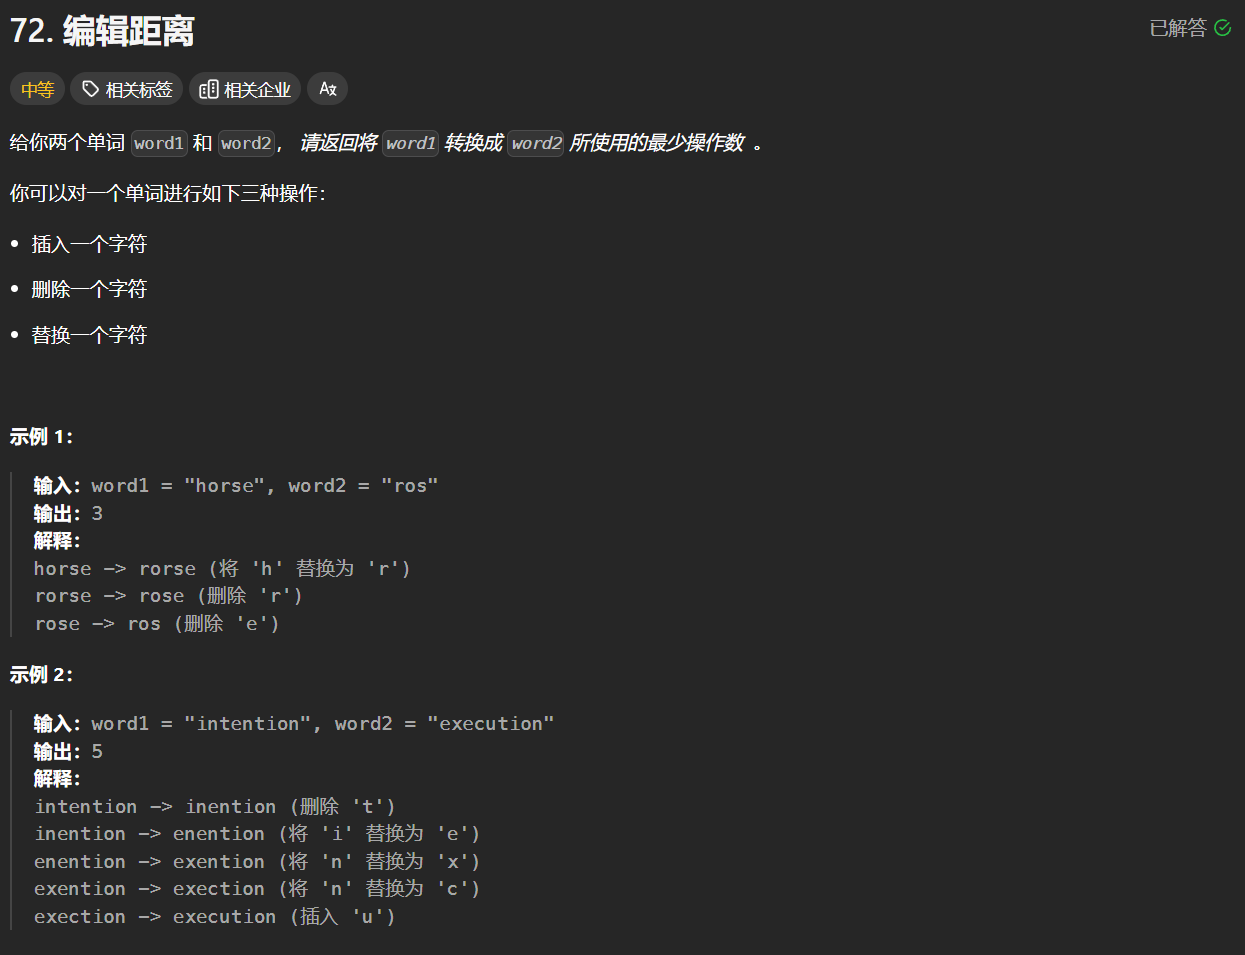 72. 编辑距离
已解答
中等
相关标签
相关企业
给你两个单词 word1 和 word2， 请返回将 word1 转换成 word2 所使用的最少操作数 。
你可以对一个单词进行如下三种操作：
• 插入一个字符
• 删除一个字符
• 替换一个字符
示例 1：
输入：word1 = "horse", word2 = "ros"
输出：3
解释：
horse -> rorse (将 'h' 替换为 'r')
rorse -> rose (删除 'r')
rose -> ros (删除 'e')
示例 2：
输入：word1 = "intention", word2 = "execution"
输出：5
解释：
intention -> inention (删除 't')
inention -> enention (将 'i' 替换为 'e')
enention -> exention (将 'n' 替换为 'x')
exention -> exection (将 'n' 替换为 'c')
exection -> execution (插入 'u')